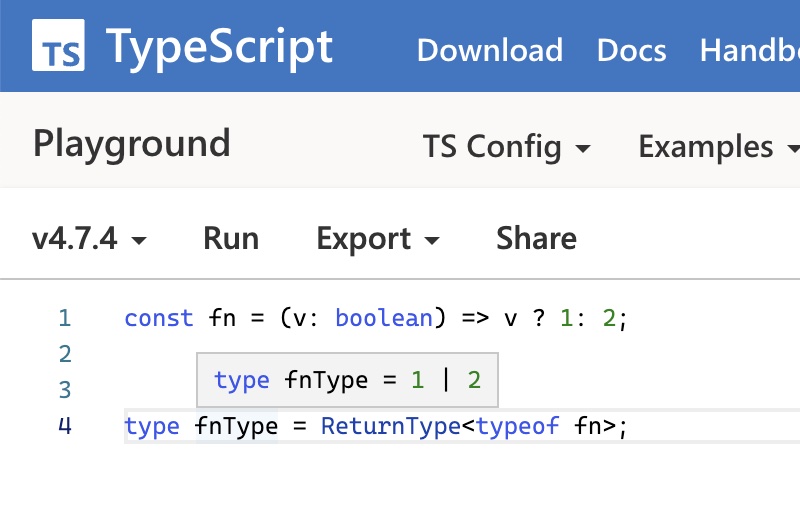 TS TypeScript Download Docs Handb
Playground TS Config Examples
v4.7.4 Run Export Share
1 const fn = (v: boolean) => v ? 1: 2;
2
type fnType = 1 | 2
3
4 type fnType = ReturnType<typeof fn>;